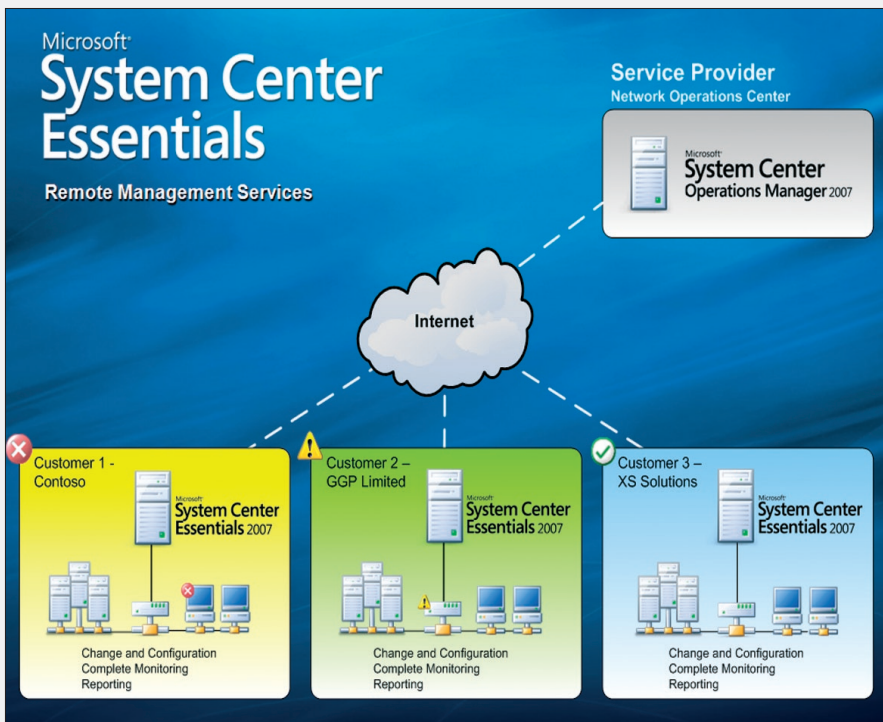 Microsoft®
System Center
Essentials
Remote Management Services
Service Provider
Network Operations Center
Microsoft®
System Center
Operations Manager 2007
Internet
Customer 1 -
Contoso
Microsoft®
System Center
Essentials 2007
Change and Configuration
Complete Monitoring
Reporting
Customer 2 –
GGP Limited
Microsoft®
System Center
Essentials 2007
Change and Configuration
Complete Monitoring
Reporting
Customer 3 –
XS Solutions
Microsoft®
System Center
Essentials 2007
Change and Configuration
Complete Monitoring
Reporting